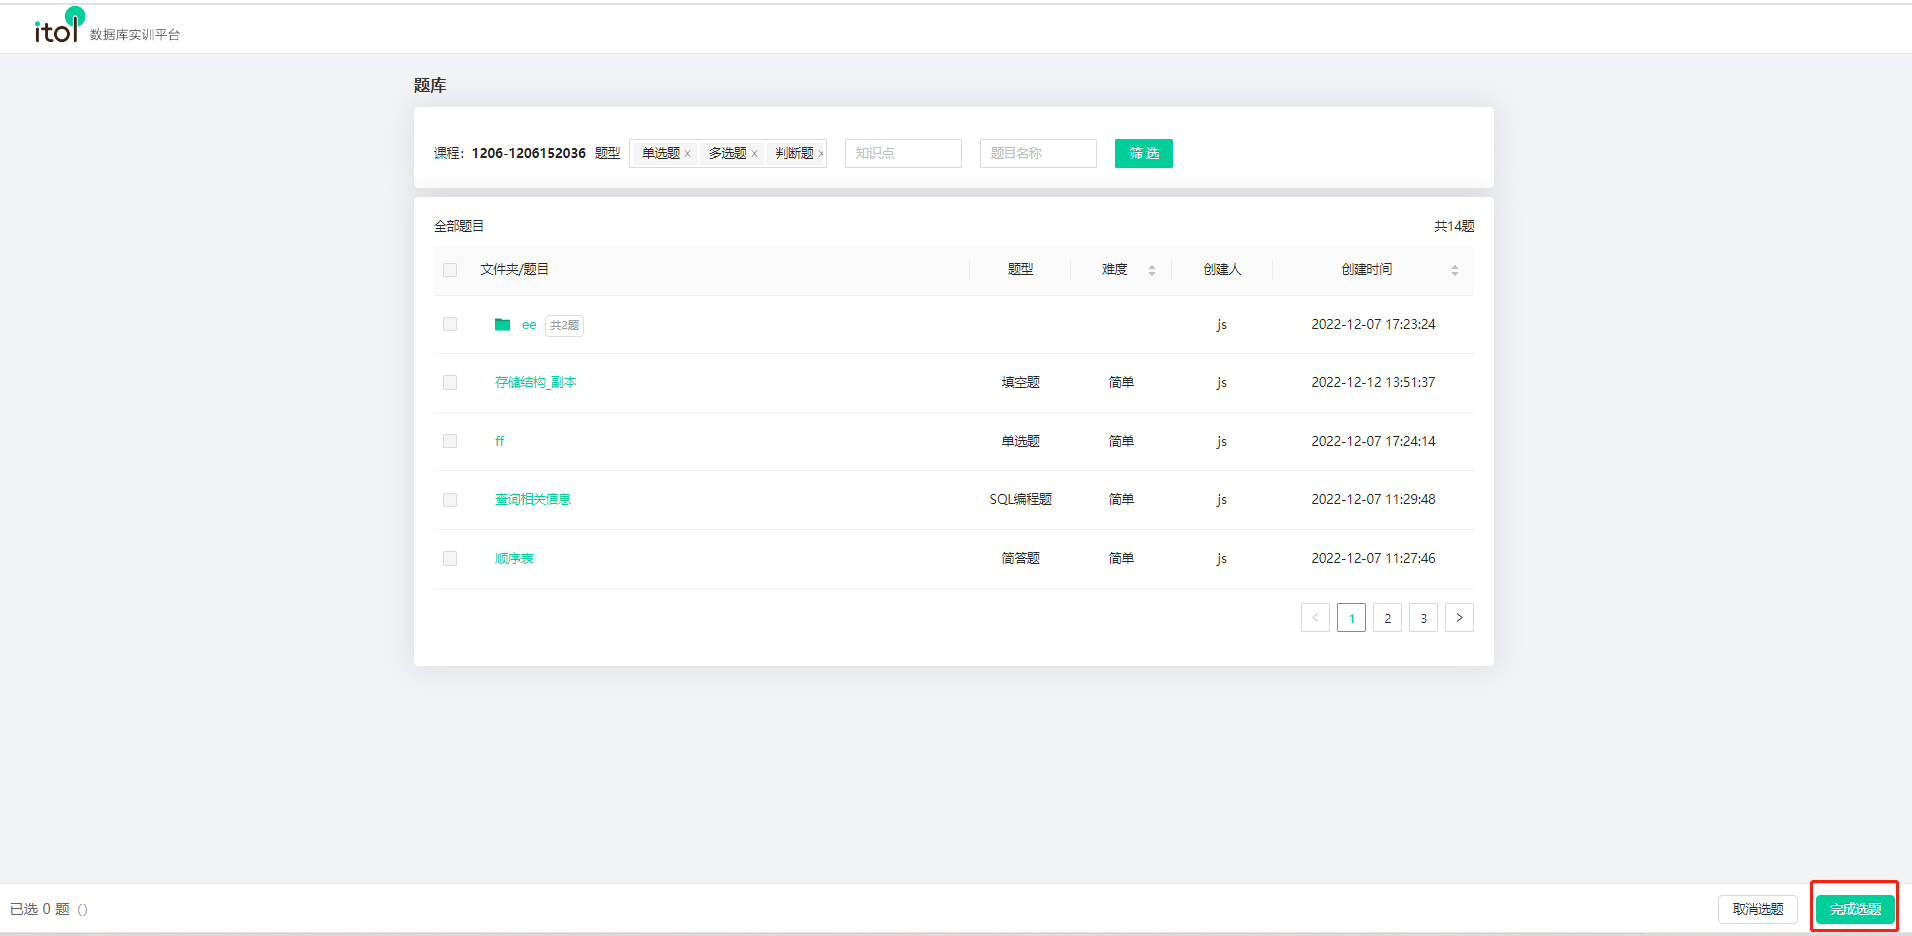 itol 数据库实训平台
题库
课程: 1206-1206152036 题型 单选题 × 多选题 × 判断题 × 知识点 题目名称 筛 选
全部题目 共14题
文件夹/题目 题型 难度 创建人 创建时间
ee 共2题 js 2022-12-07 17:23:24
存储结构_副本 填空题 简单 js 2022-12-12 13:51:37
ff 单选题 简单 js 2022-12-07 17:24:14
查询相关信息 SQL编程题 简单 js 2022-12-07 11:29:48
顺序表 简答题 简单 js 2022-12-07 11:27:46
< 1 2 3 >
已选 0 题 () 取消选题 完成选题